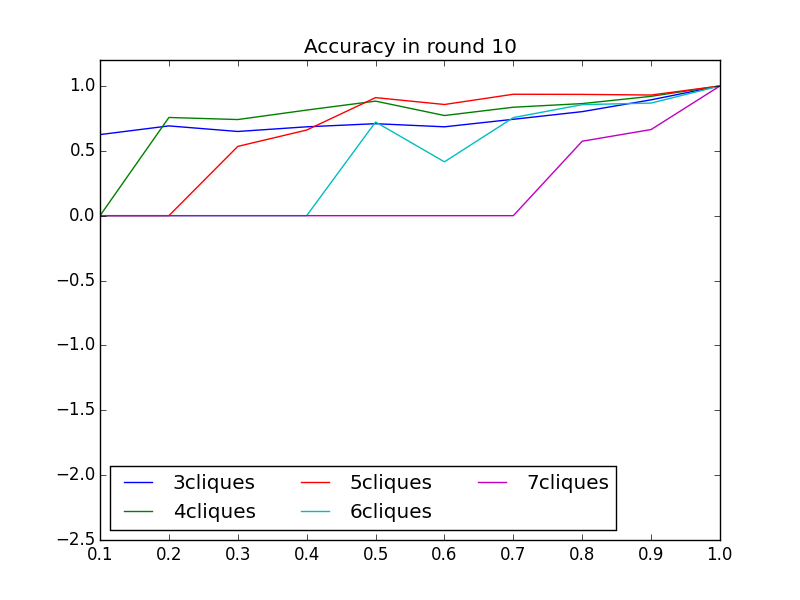 Accuracy in round 10
1.0
0.5
0.0
−0.5
−1.0
−1.5
−2.0
−2.5
3cliques 5cliques 7cliques
4cliques 6cliques
0.1 0.2 0.3 0.4 0.5 0.6 0.7 0.8 0.9 1.0